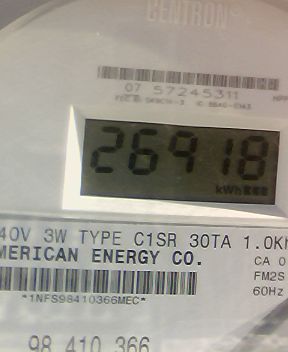 CENTRON
07 57245311
26918
kWh
40V 3W TYPE C1SR 30TA 1.0Kh
MERICAN ENERGY CO.
CA 0
FM2S
60Hz
*1NFS98410366MEC*
98 410 366